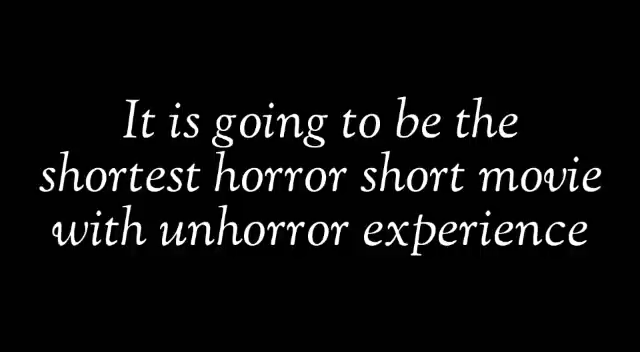 It is going to be the
shortest horror short movie
with unhorror experience